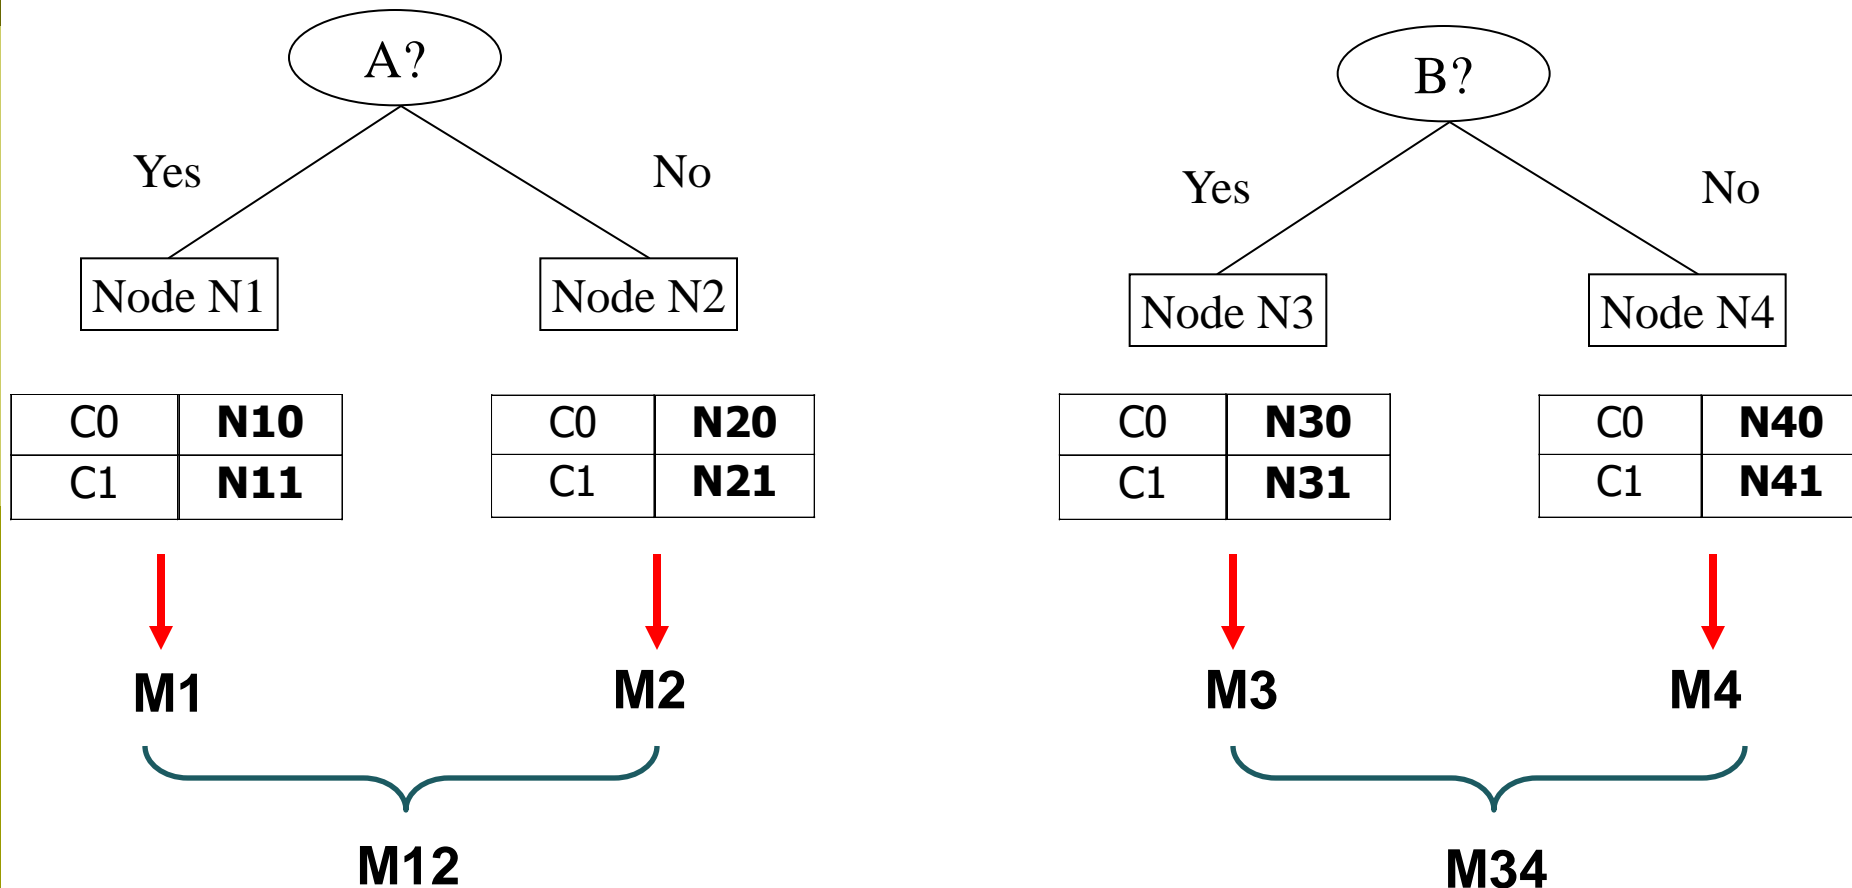 A?
B?
Yes
No
Yes
No
Node N1
Node N2
Node N3
Node N4
C0 N10
C1 N11
C0 N20
C1 N21
C0 N30
C1 N31
C0 N40
C1 N41
M1
M2
M3
M4
M12
M34